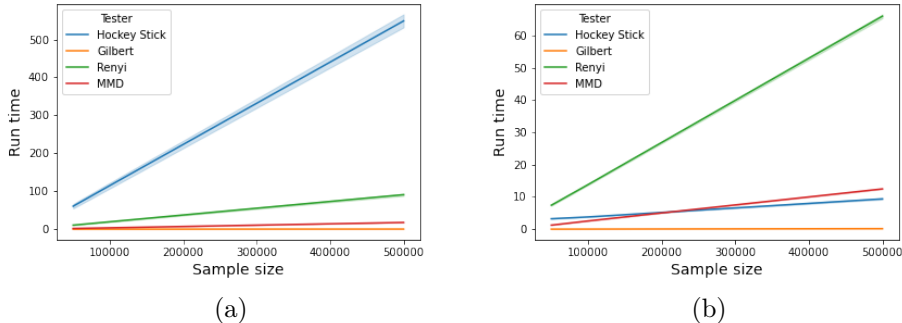 Tester
Hockey Stick
Gilbert
Renyi
MMD
500
400
300
200
100
0
Run time
100000 200000 300000 400000 500000
Sample size
(a)
Tester
Hockey Stick
Gilbert
Renyi
MMD
60
50
40
30
20
10
0
Run time
100000 200000 300000 400000 500000
Sample size
(b)